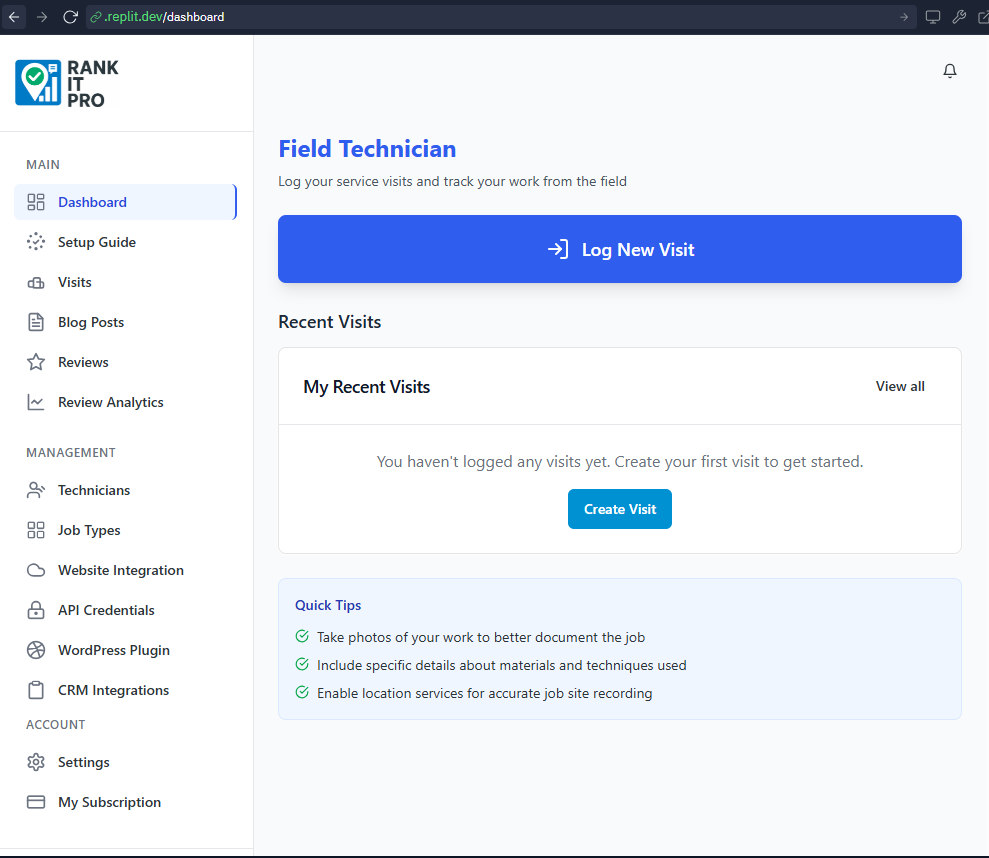 .replit.dev/dashboard
RANK
IT
PRO
MAIN
Dashboard
Setup Guide
Visits
Blog Posts
Reviews
Review Analytics
MANAGEMENT
Technicians
Job Types
Website Integration
API Credentials
WordPress Plugin
CRM Integrations
ACCOUNT
Settings
My Subscription
Field Technician
Log your service visits and track your work from the field
Log New Visit
Recent Visits
My Recent Visits
View all
You haven't logged any visits yet. Create your first visit to get started.
Create Visit
Quick Tips
Take photos of your work to better document the job
Include specific details about materials and techniques used
Enable location services for accurate job site recording